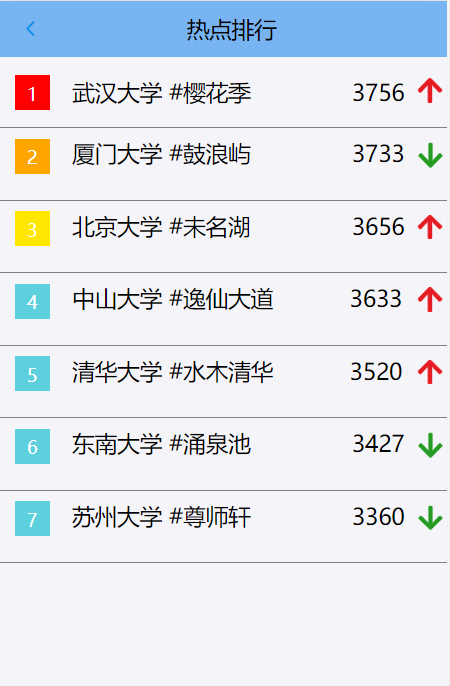 热点排行
1 武汉大学 #樱花季 3756
2 厦门大学 #鼓浪屿 3733
3 北京大学 #未名湖 3656
4 中山大学 #逸仙大道 3633
5 清华大学 #水木清华 3520
6 东南大学 #涌泉池 3427
7 苏州大学 #尊师轩 3360